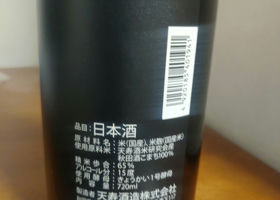 品目：日本酒
原材料名：米(国産)、米麹(国産米)
使用原料米：天寿酒米研究会産
秋田酒こまち100%
精米歩合：65%
アルコール分：15度
使用酵母：きょうかい1号酵母
内容量：720ml
製造者 天寿酒造株式会社